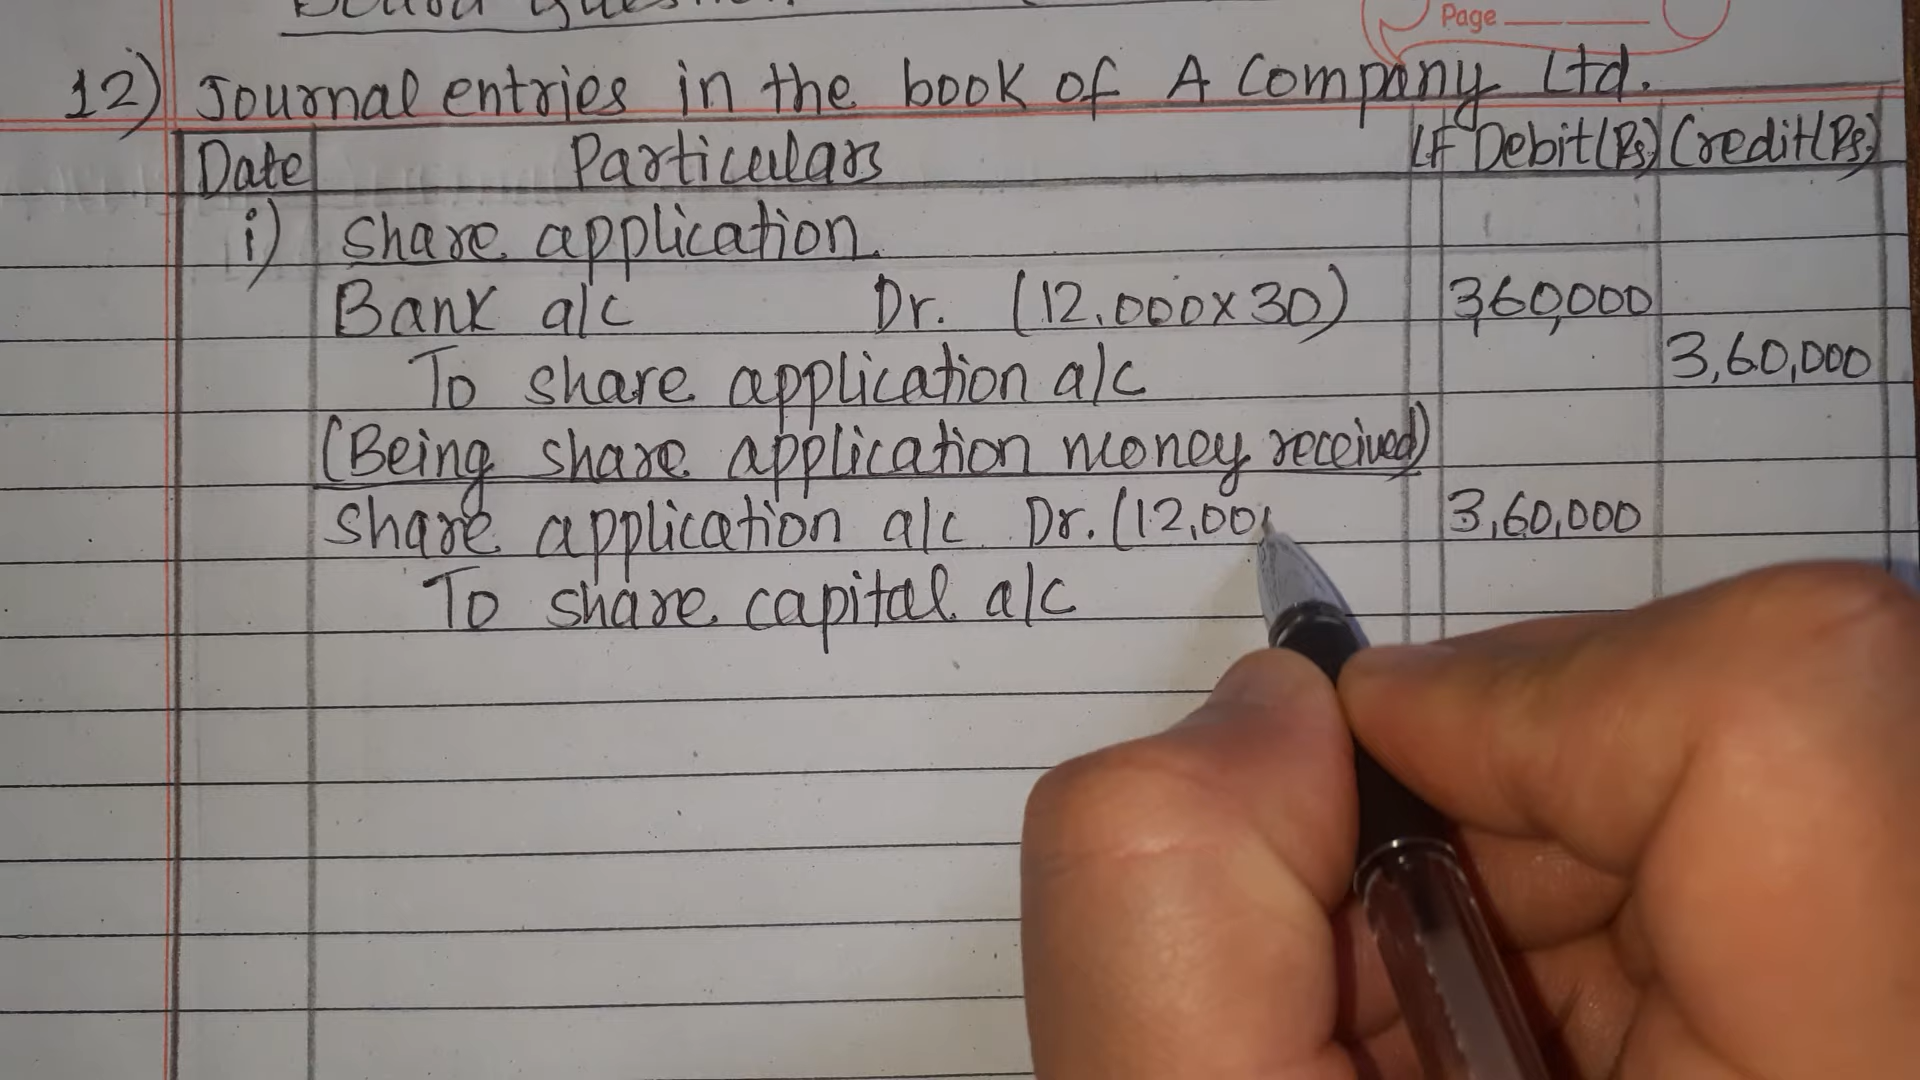 Page
12) Journal entries in the book of A Company Ltd.
Date Particulars LF Debit(Rs) Credit(Rs)
i) Share application
Bank a/c Dr. (12,000x30) 3,60,000
To share application a/c 3,60,000
(Being share application money received)
Share application a/c Dr. (12,00 3,60,000
To share capital a/c